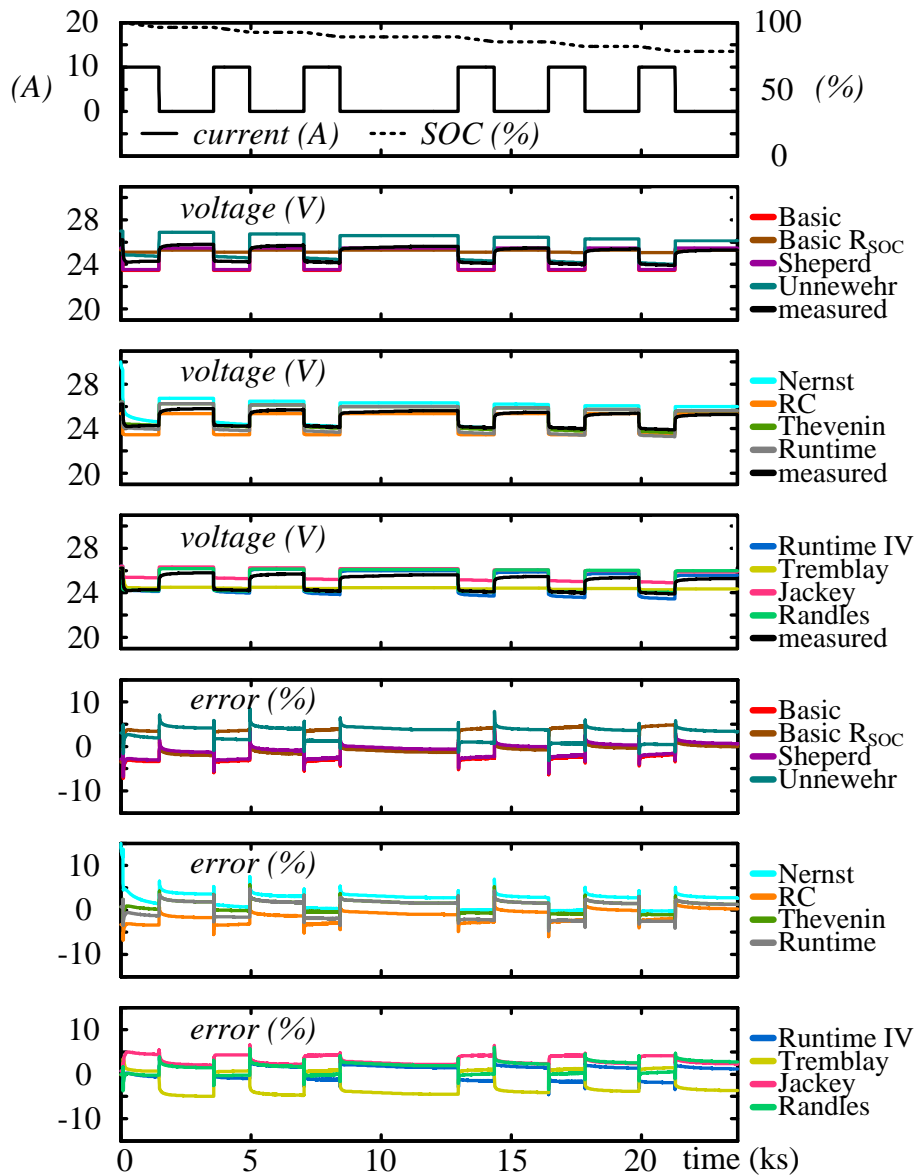 20 100
10
(A) 50 (%)
0
current (A) SOC (%)
0
voltage (V)
28
24
20
Basic
Basic RSOC
Sheperd
Unnewehr
measured
voltage (V)
28
24
20
Nernst
RC
Thevenin
Runtime
measured
voltage (V)
28
24
20
Runtime IV
Tremblay
Jackey
Randles
measured
error (%)
10
0
-10
Basic
Basic RSOC
Sheperd
Unnewehr
error (%)
10
0
-10
Nernst
RC
Thevenin
Runtime
error (%)
10
0
-10
Runtime IV
Tremblay
Jackey
Randles
0 5 10 15 20 time (ks)